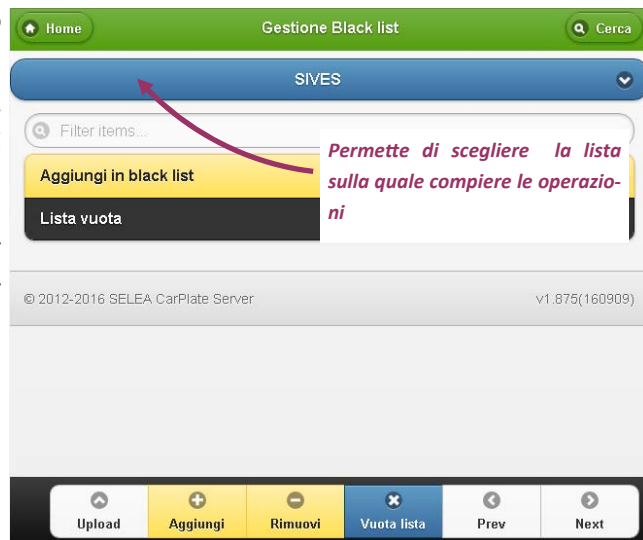 Home
Gestione Black list
Cerca
SIVES
Filter items...
Permette di scegliere la lista
sulla quale compiere le operazio-
ni
Aggiungi in black list
Lista vuota
© 2012-2016 SELEA CarPlate Server
v1.875(160909)
Upload
Aggiungi
Rimuovi
Vuota lista
Prev
Next